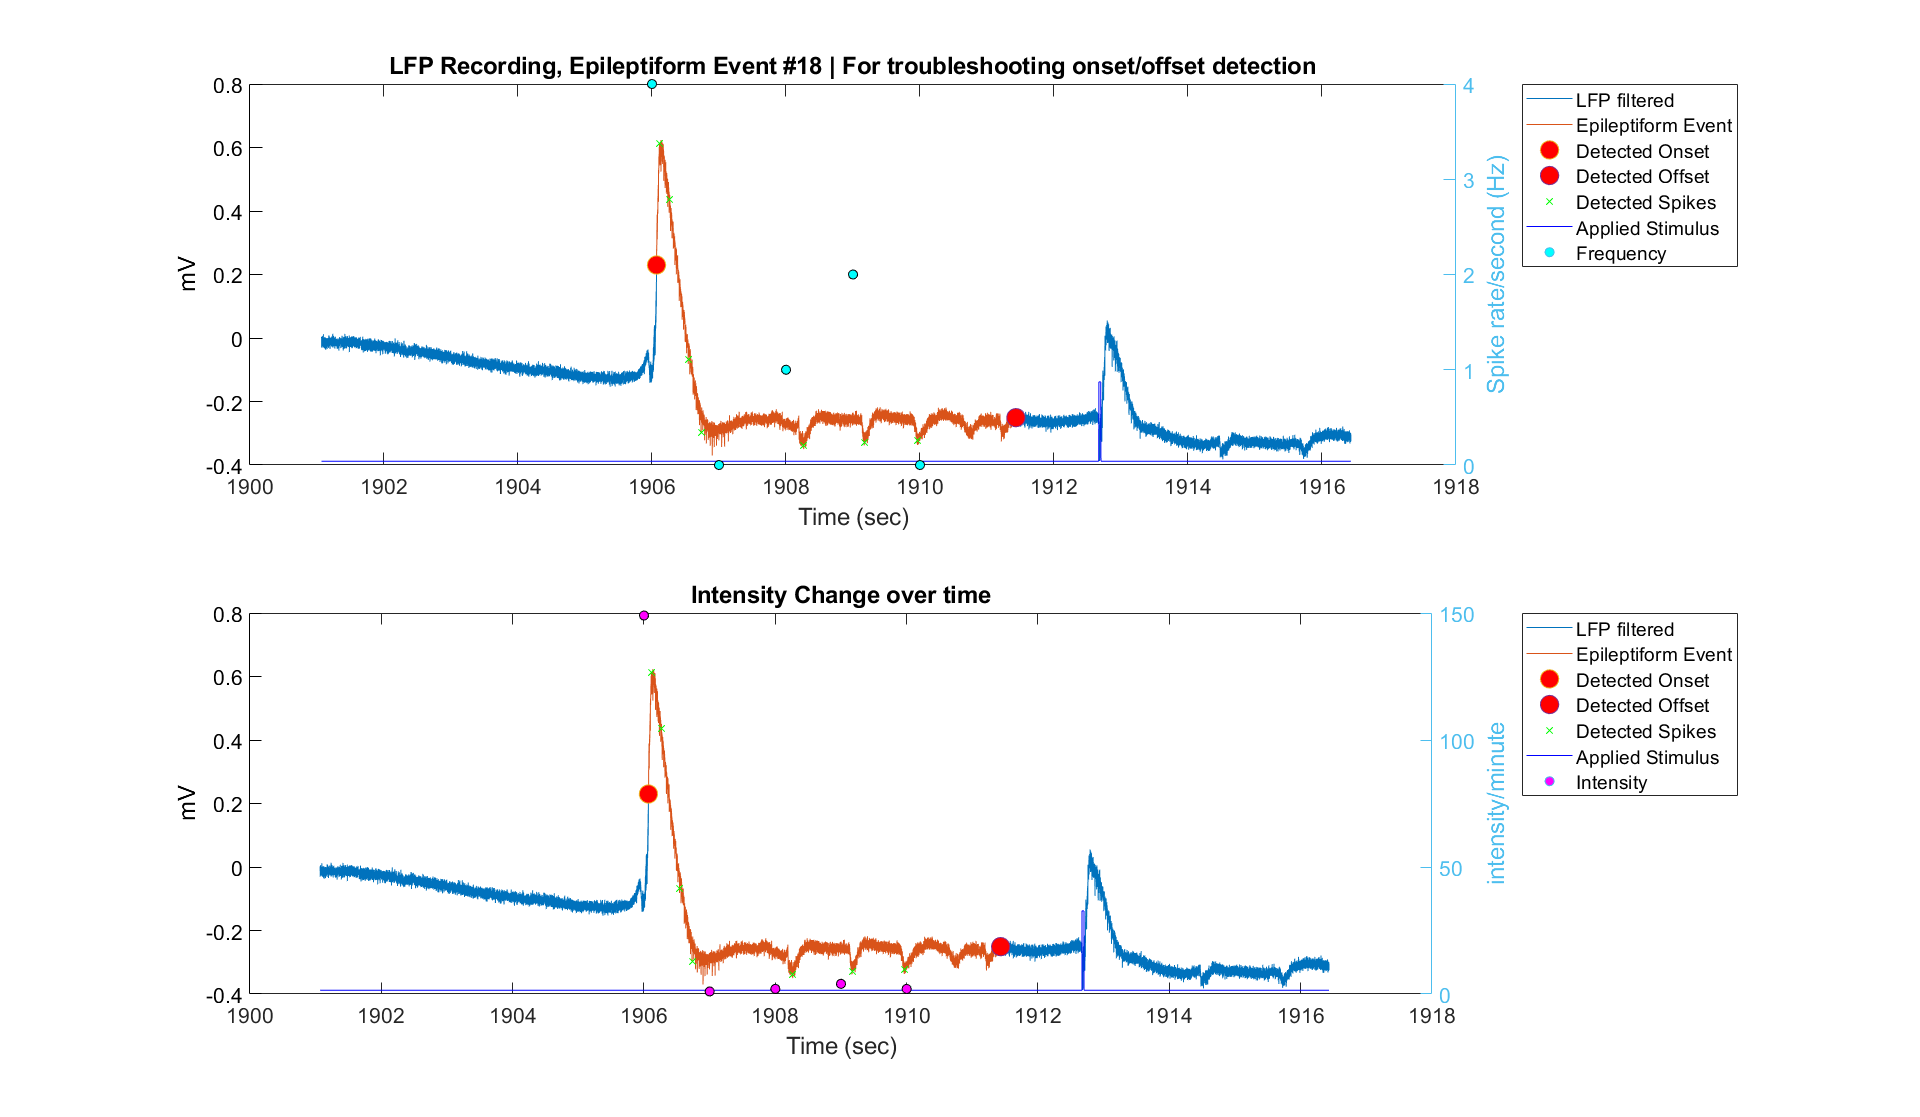 LFP Recording, Epileptiform Event #18 | For troubleshooting onset/offset detection
0.8
0.6
0.4
0.2
0
-0.2
-0.4
mV
1900 1902 1904 1906 1908 1910 1912 1914 1916 1918
Time (sec)
4
3
2
1
0
Spike rate/second (Hz)
LFP filtered
Epileptiform Event
Detected Onset
Detected Offset
Detected Spikes
Applied Stimulus
Frequency
Intensity Change over time
0.8
0.6
0.4
0.2
0
-0.2
-0.4
mV
1900 1902 1904 1906 1908 1910 1912 1914 1916 1918
Time (sec)
150
100
50
0
intensity/minute
LFP filtered
Epileptiform Event
Detected Onset
Detected Offset
Detected Spikes
Applied Stimulus
Intensity